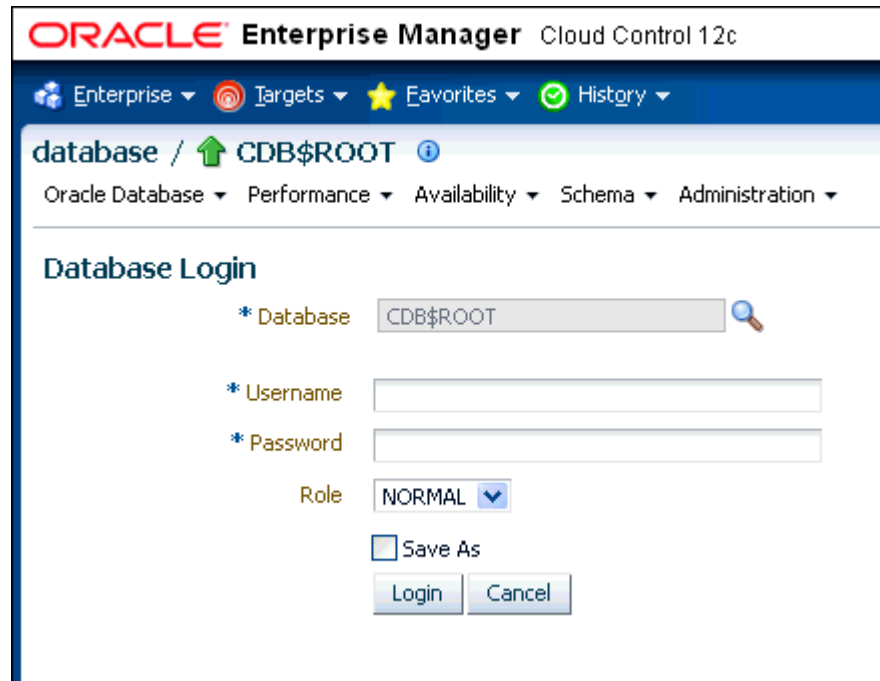 ORACLE Enterprise Manager Cloud Control 12c
Enterprise Targets Favorites History
database / CDB$ROOT
Oracle Database Performance Availability Schema Administration
Database Login
* Database CDB$ROOT
* Username
* Password
Role NORMAL
Save As
Login Cancel